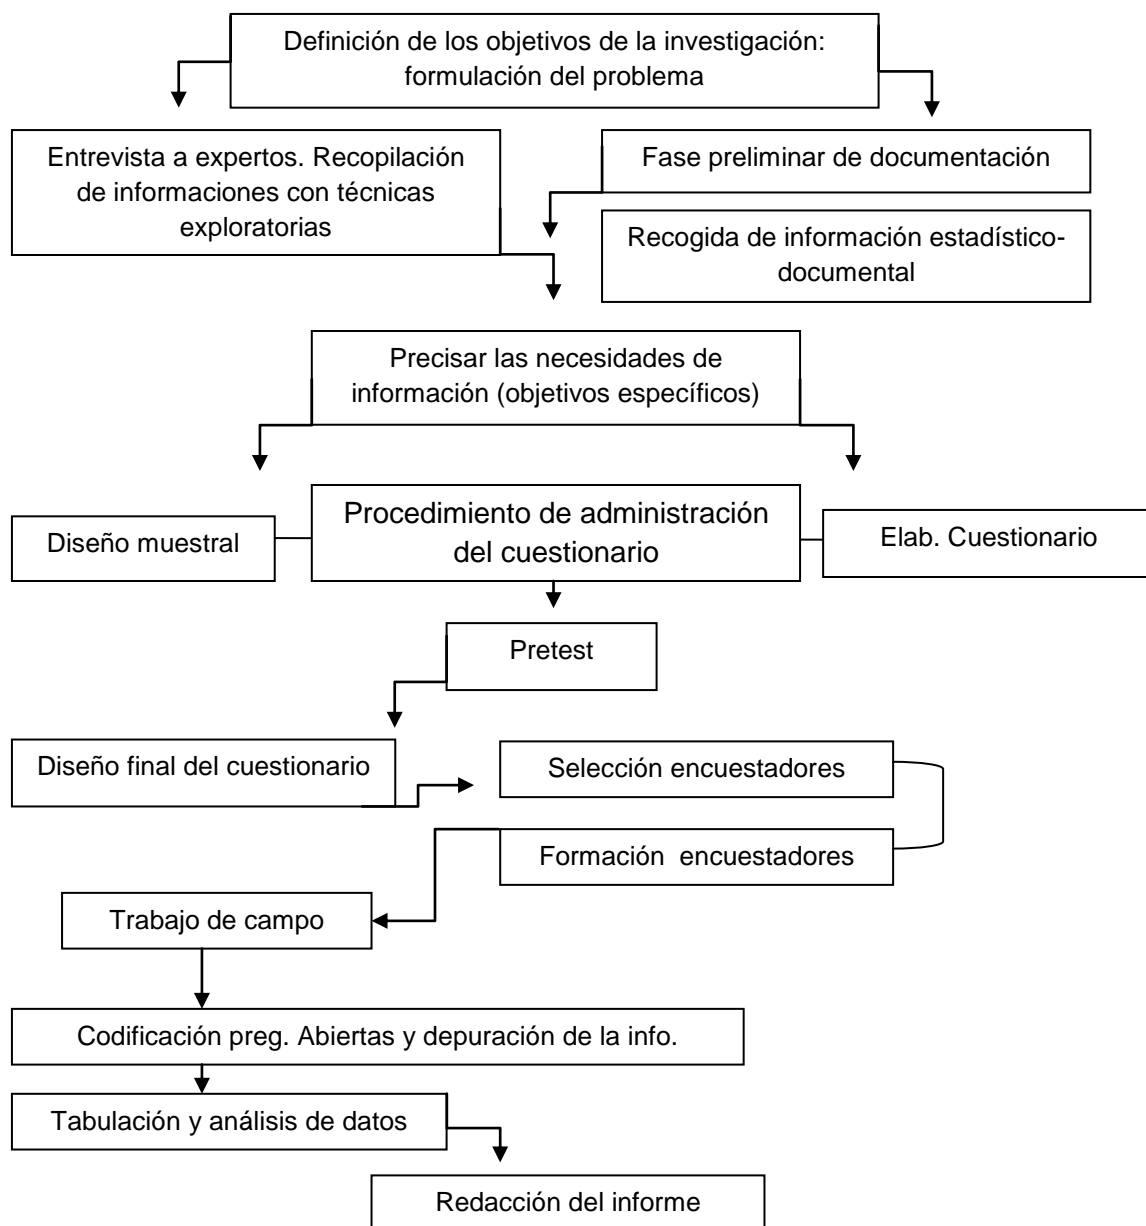 Definición de los objetivos de la investigación:
formulación del problema
Entrevista a expertos. Recopilación
de informaciones con técnicas
exploratorias
Fase preliminar de documentación
Recogida de información estadístico-
documental
Precisar las necesidades de
información (objetivos específicos)
Diseño muestral
Procedimiento de administración
del cuestionario
Elab. Cuestionario
Pretest
Diseño final del cuestionario
Selección encuestadores
Formación encuestadores
Trabajo de campo
Codificación preg. Abiertas y depuración de la info.
Tabulación y análisis de datos
Redacción del informe